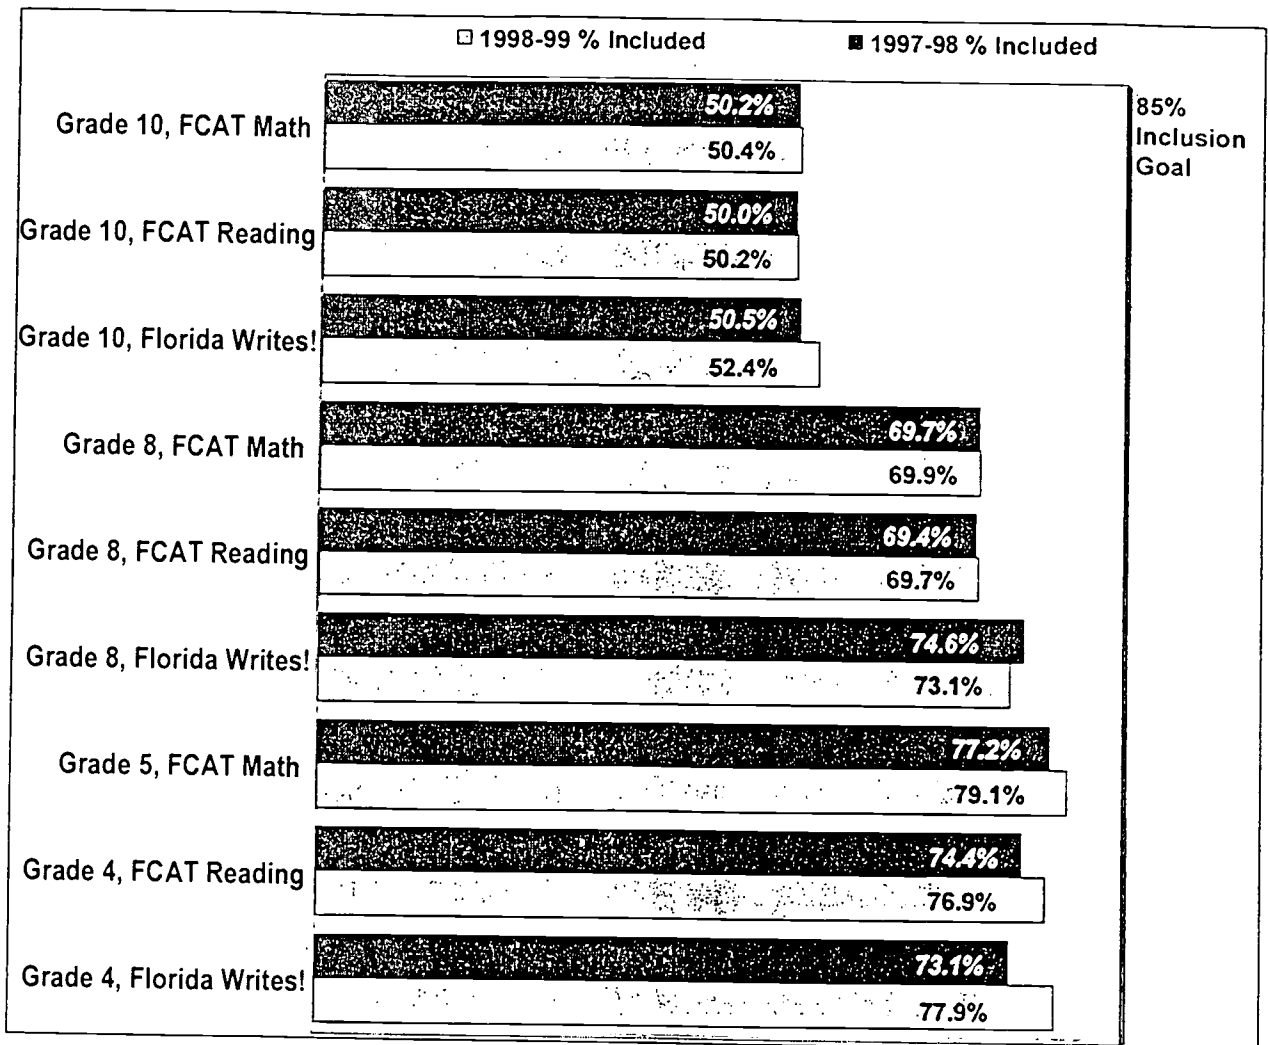 1998-99 % Included
1997-98 % Included
85%
Inclusion
Goal
Grade 10, FCAT Math
50.2%
50.4%
Grade 10, FCAT Reading
50.0%
50.2%
Grade 10, Florida Writes!
50.5%
52.4%
Grade 8, FCAT Math
69.7%
69.9%
Grade 8, FCAT Reading
69.4%
69.7%
Grade 8, Florida Writes!
74.6%
73.1%
Grade 5, FCAT Math
77.2%
79.1%
Grade 4, FCAT Reading
74.4%
76.9%
Grade 4, Florida Writes!
73.1%
77.9%